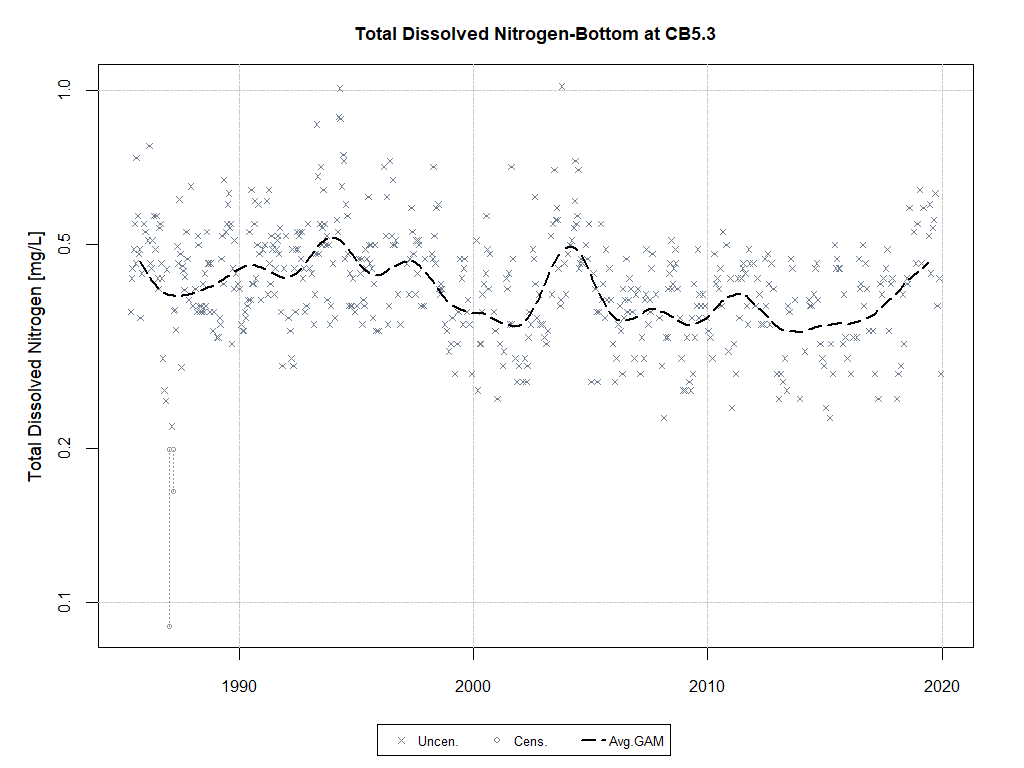 Total Dissolved Nitrogen-Bottom at CB5.3
Total Dissolved Nitrogen [mg/L]
1.0
0.5
0.2
0.1
1990 2000 2010 2020
Uncen. Cens. Avg.GAM